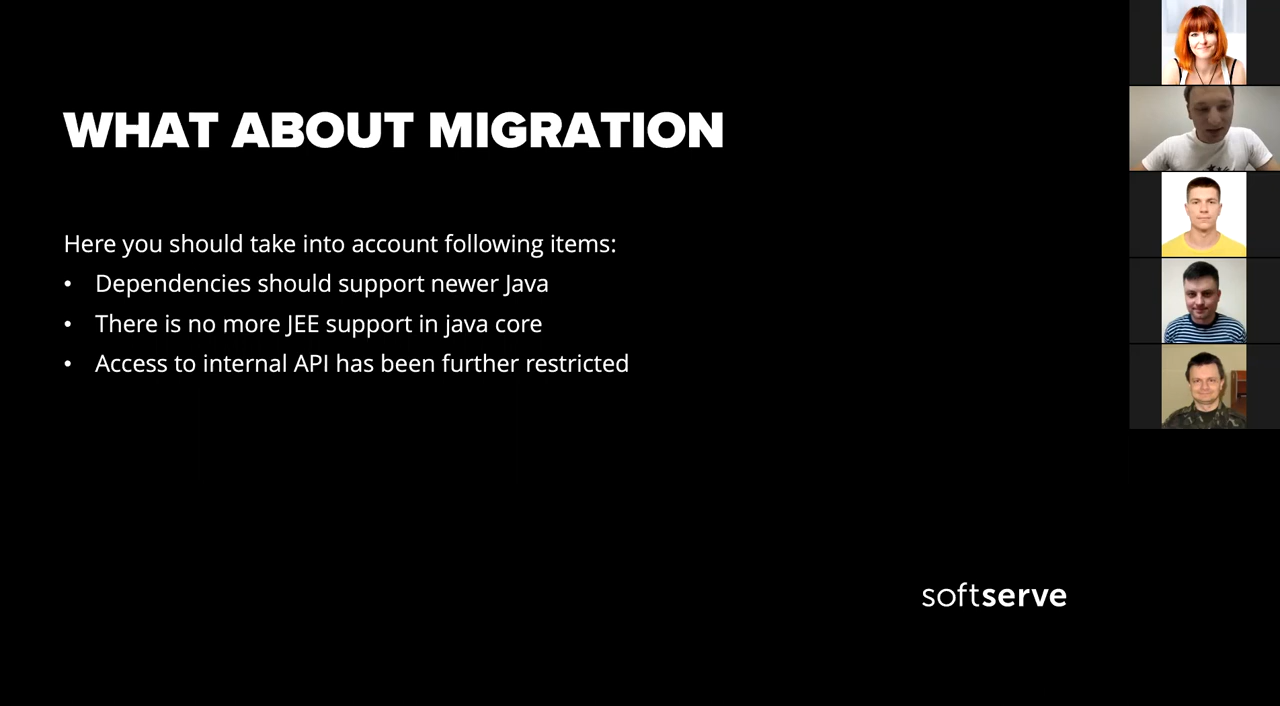 WHAT ABOUT MIGRATION
Here you should take into account following items:
• Dependencies should support newer Java
• There is no more JEE support in java core
• Access to internal API has been further restricted
softserve